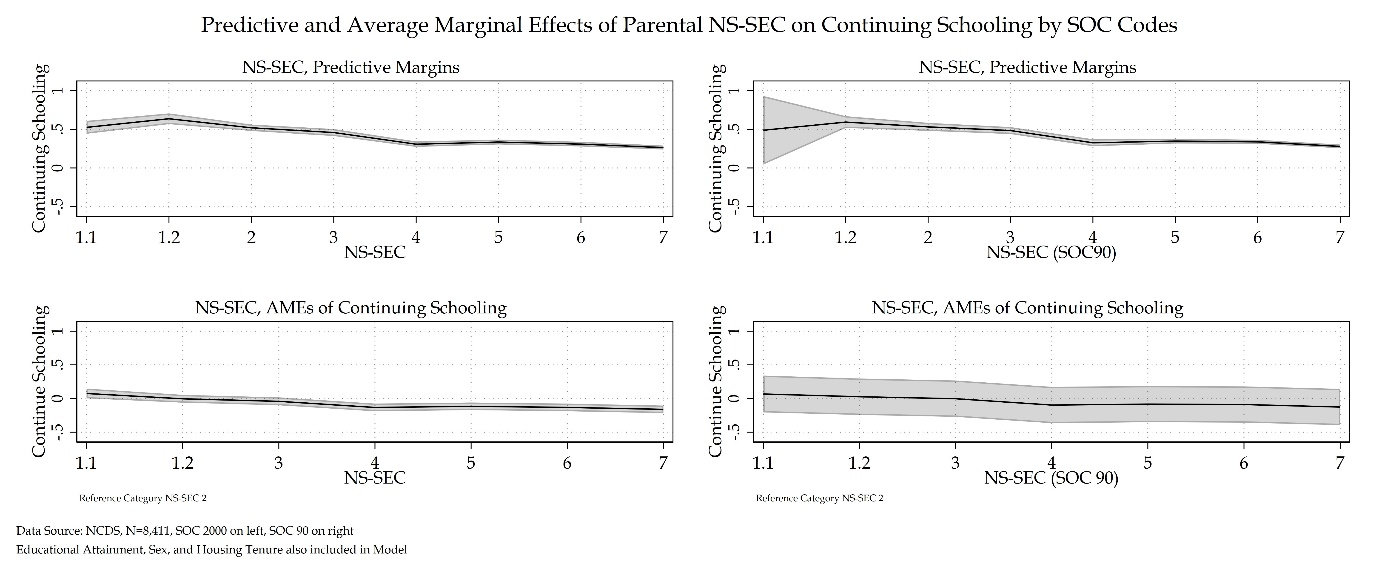 Predictive and Average Marginal Effects of Parental NS-SEC on Continuing Schooling by SOC Codes
NS-SEC, Predictive Margins
Continuing Schooling
1
.5
0
-.5
1.1 1.2 2 3 4 5 6 7
NS-SEC
NS-SEC, Predictive Margins
Continuing Schooling
1
.5
0
-.5
1.1 1.2 2 3 4 5 6 7
NS-SEC (SOC90)
NS-SEC, AMEs of Continuing Schooling
Continue Schooling
1
.5
0
-.5
1.1 1.2 3 4 5 6 7
NS-SEC
Reference Category NS-SEC 2
NS-SEC, AMEs of Continuing Schooling
Continue Schooling
1
.5
0
-.5
1.1 1.2 3 4 5 6 7
NS-SEC (SOC 90)
Reference Category NS-SEC 2
Data Source: NCDS, N=8,411, SOC 2000 on left, SOC 90 on right
Educational Attainment, Sex, and Housing Tenure also included in Model